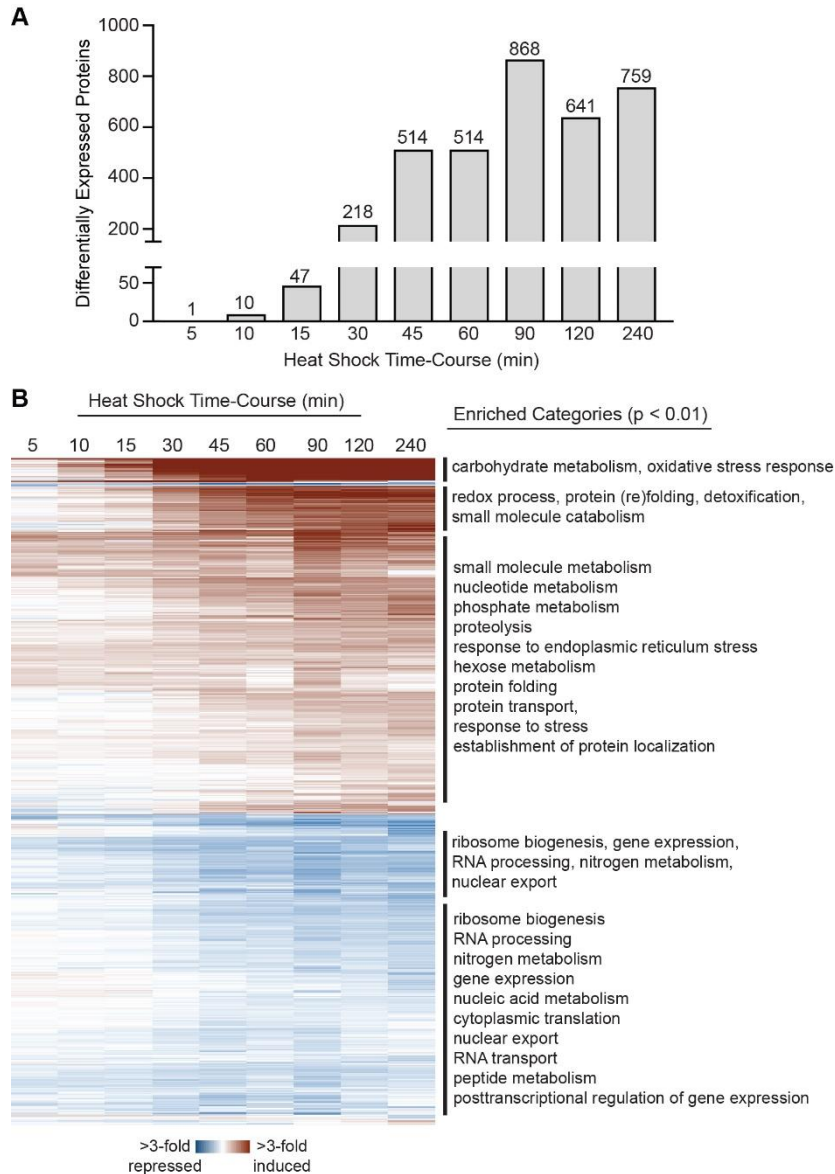 A
Differentially Expressed Proteins
1000
800
600
400
200
50
0
1
10
47
218
514
514
868
641
759
5 10 15 30 45 60 90 120 240
Heat Shock Time-Course (min)
B
Heat Shock Time-Course (min)
Enriched Categories (p < 0.01)
5 10 15 30 45 60 90 120 240
carbohydrate metabolism, oxidative stress response
redox process, protein (re)folding, detoxification,
small molecule catabolism
small molecule metabolism
nucleotide metabolism
phosphate metabolism
proteolysis
response to endoplasmic reticulum stress
hexose metabolism
protein folding
protein transport,
response to stress
establishment of protein localization
ribosome biogenesis, gene expression,
RNA processing, nitrogen metabolism,
nuclear export
ribosome biogenesis
RNA processing
nitrogen metabolism
gene expression
nucleic acid metabolism
cytoplasmic translation
nuclear export
RNA transport
peptide metabolism
posttranscriptional regulation of gene expression
>3-fold
repressed
>3-fold
induced